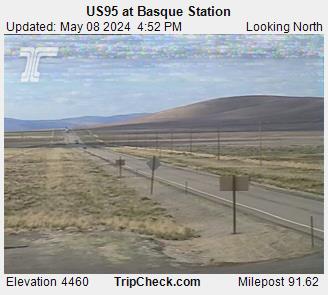 US95 at Basque Station
Updated: May 08 2024 4:52 PM Looking North
Elevation 4460 TripCheck.com Milepost 91.62